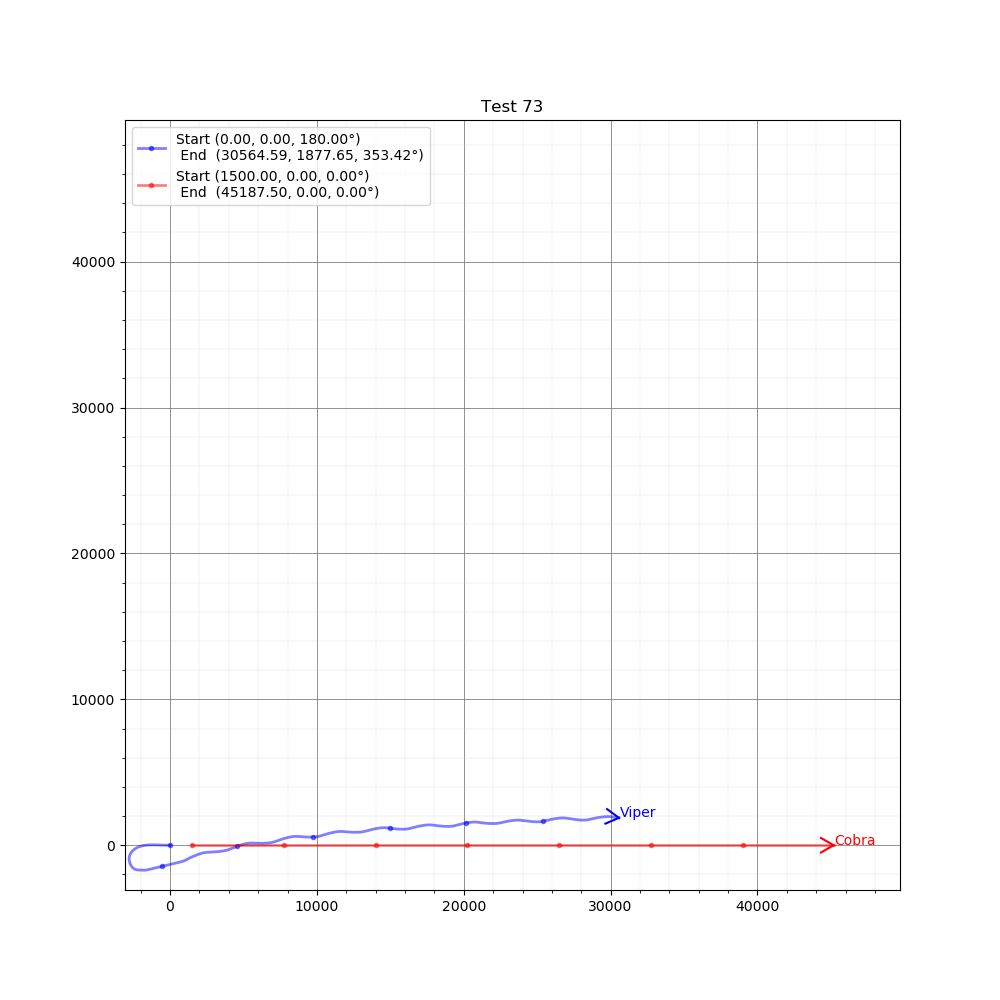 Test 73
Start (0.00, 0.00, 180.00°)
End (30564.59, 1877.65, 353.42°)
Start (1500.00, 0.00, 0.00°)
End (45187.50, 0.00, 0.00°)
40000
30000
20000
10000
0
Viper
Cobra
0
10000
20000
30000
40000